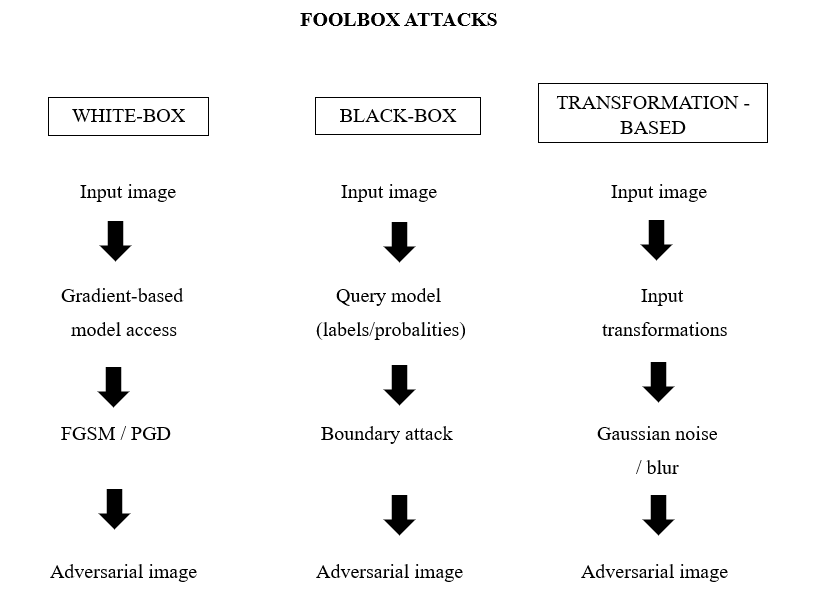 FOOLBOX ATTACKS
WHITE-BOX
Input image
Gradient-based
model access
FGSM / PGD
Adversarial image
BLACK-BOX
Input image
Query model
(labels/probalities)
Boundary attack
Adversarial image
TRANSFORMATION -
BASED
Input image
Input
transformations
Gaussian noise
/ blur
Adversarial image